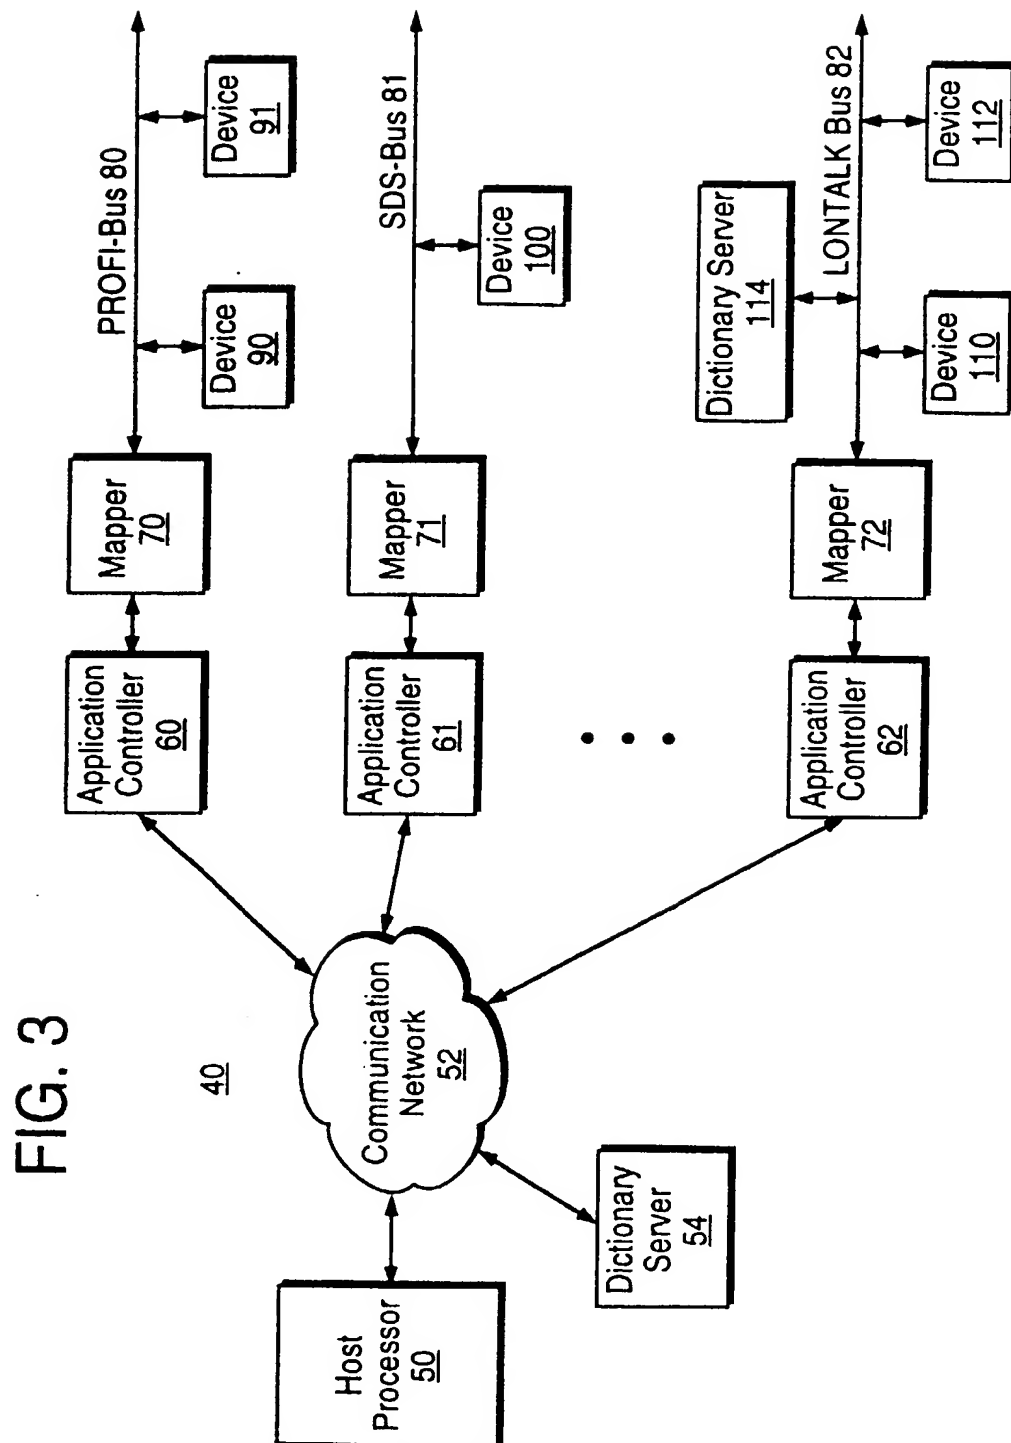 FIG. 3
40
Host
Processor
50
Communication
Network
52
Dictionary
Server
54
Application
Controller
60
Mapper
70
PROFI-Bus 80
Device
90
Device
91
Application
Controller
61
Mapper
71
SDS-Bus 81
Device
100
Application
Controller
62
Mapper
72
Dictionary Server
114
LONTALK Bus 82
Device
110
Device
112